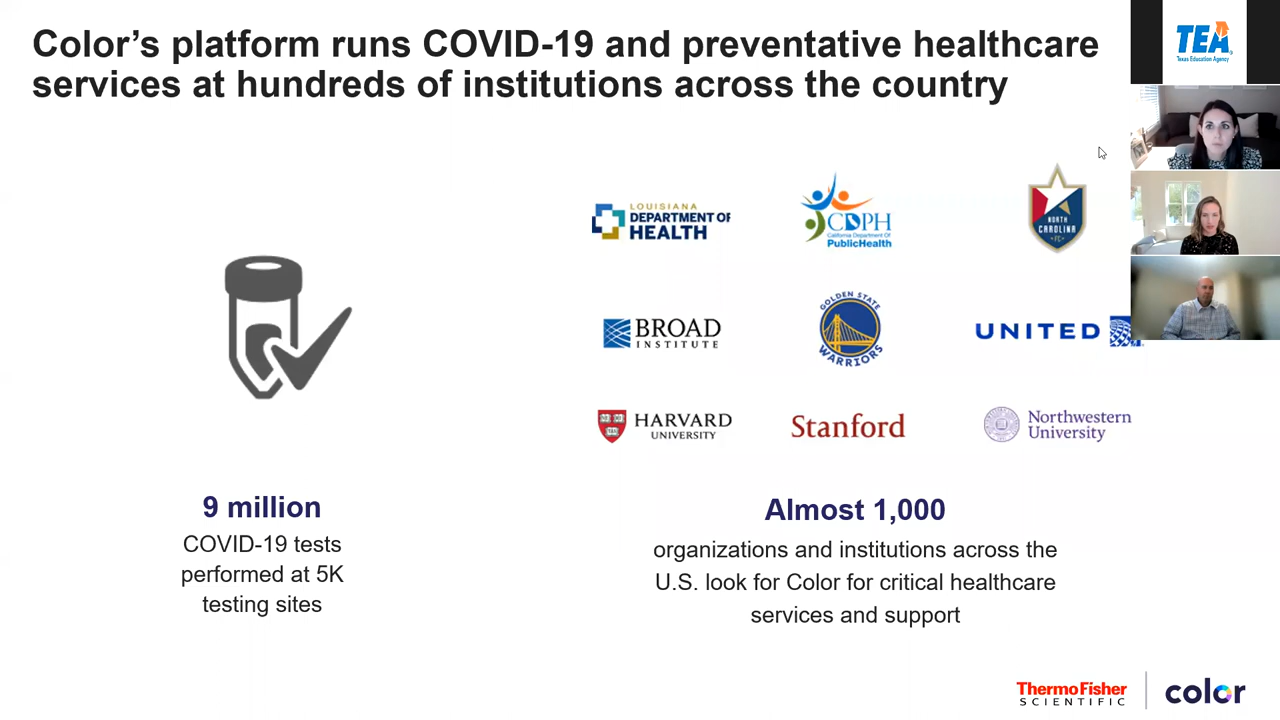 Color’s platform runs COVID-19 and preventative healthcare
services at hundreds of institutions across the country
TEA
Texas Education Agency
LOUISIANA
DEPARTMENT OF
HEALTH
CDPH
California Department Of
PublicHealth
NORTH
CAROLINA
FC
BROAD
INSTITUTE
GOLDEN STATE
WARRIORS
UNITED
HARVARD
UNIVERSITY
Stanford
Northwestern
University
9 million
COVID-19 tests
performed at 5K
testing sites
Almost 1,000
organizations and institutions across the
U.S. look for Color for critical healthcare
services and support
ThermoFisher
SCIENTIFIC
color